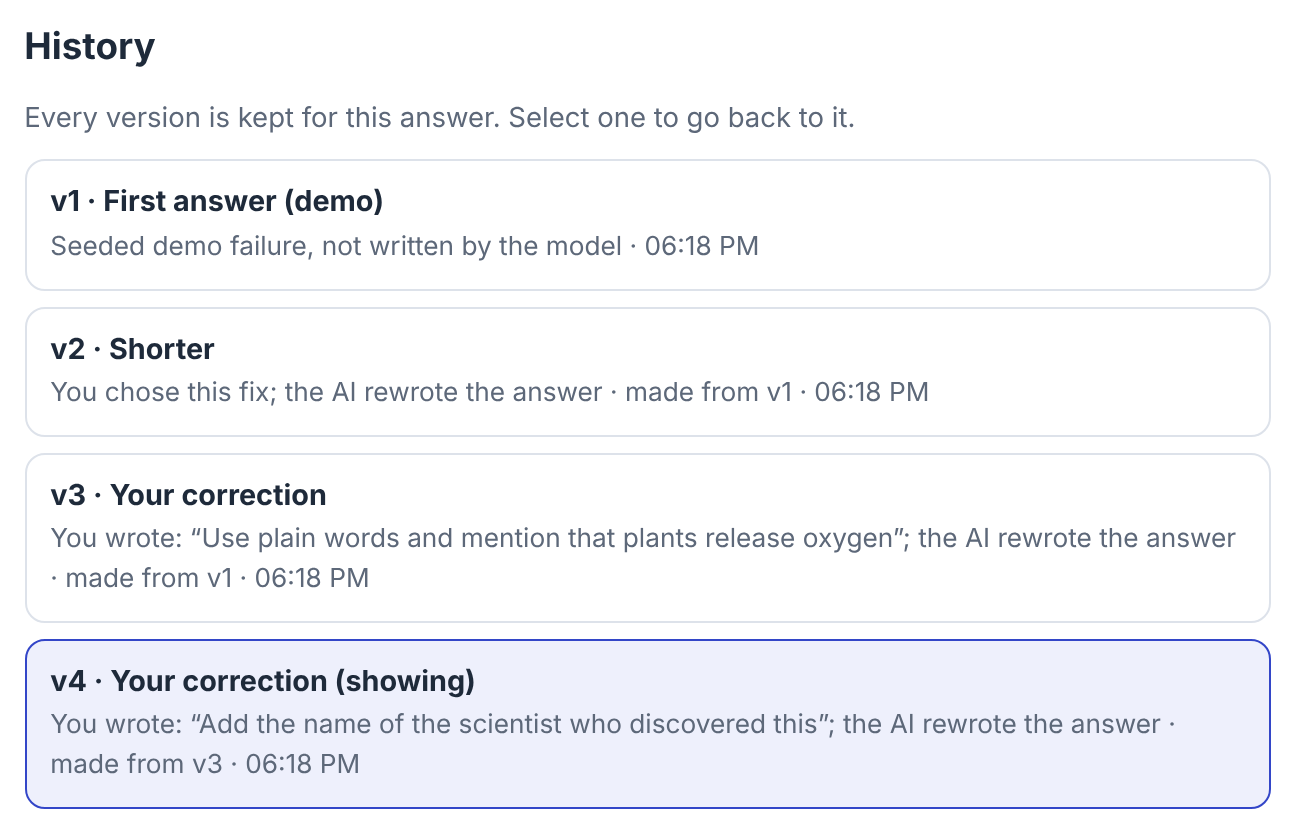 History
Every version is kept for this answer. Select one to go back to it.
v1 · First answer (demo)
Seeded demo failure, not written by the model · 06:18 PM
v2 · Shorter
You chose this fix; the AI rewrote the answer · made from v1 · 06:18 PM
v3 · Your correction
You wrote: “Use plain words and mention that plants release oxygen”; the AI rewrote the answer
· made from v1 · 06:18 PM
v4 · Your correction (showing)
You wrote: “Add the name of the scientist who discovered this”; the AI rewrote the answer ·
made from v3 · 06:18 PM